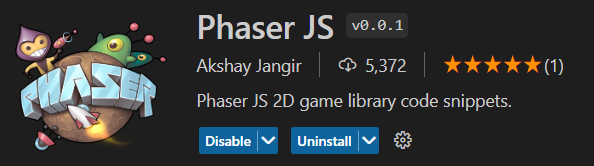 Phaser JS v0.0.1
PHASER
Akshay Jangir 5,372 (1)
Phaser JS 2D game library code snippets.
Disable Uninstall